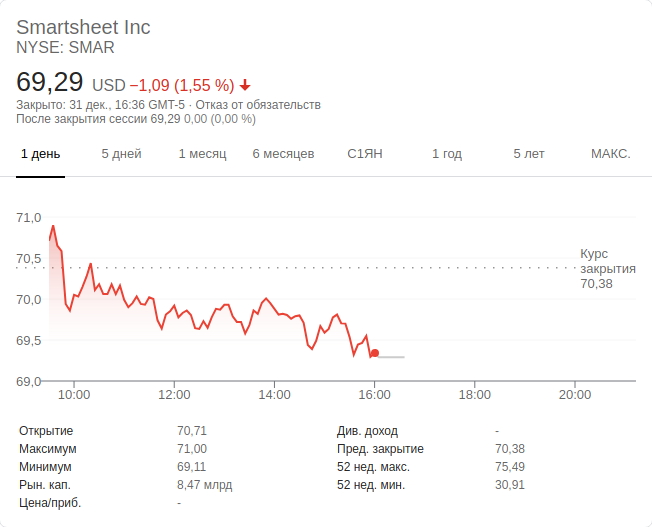 Smartsheet Inc
NYSE: SMAR
69,29 USD −1,09 (1,55 %)
Закрыто: 31 дек., 16:36 GMT-5 · Отказ от обязательств
После закрытия сессии 69,29 0,00 (0,00 %)
1 день 5 дней 1 месяц 6 месяцев С1ЯН 1 год 5 лет МАКС.
71,0
70,5
70,0
69,5
69,0
Курс
закрытия
70,38
10:00 12:00 14:00 16:00 18:00 20:00
Открытие 70,71 Див. доход -
Максимум 71,00 Пред. закрытие 70,38
Минимум 69,11 52 нед. макс. 75,49
Рын. кап. 8,47 млрд 52 нед. мин. 30,91
Цена/приб. -